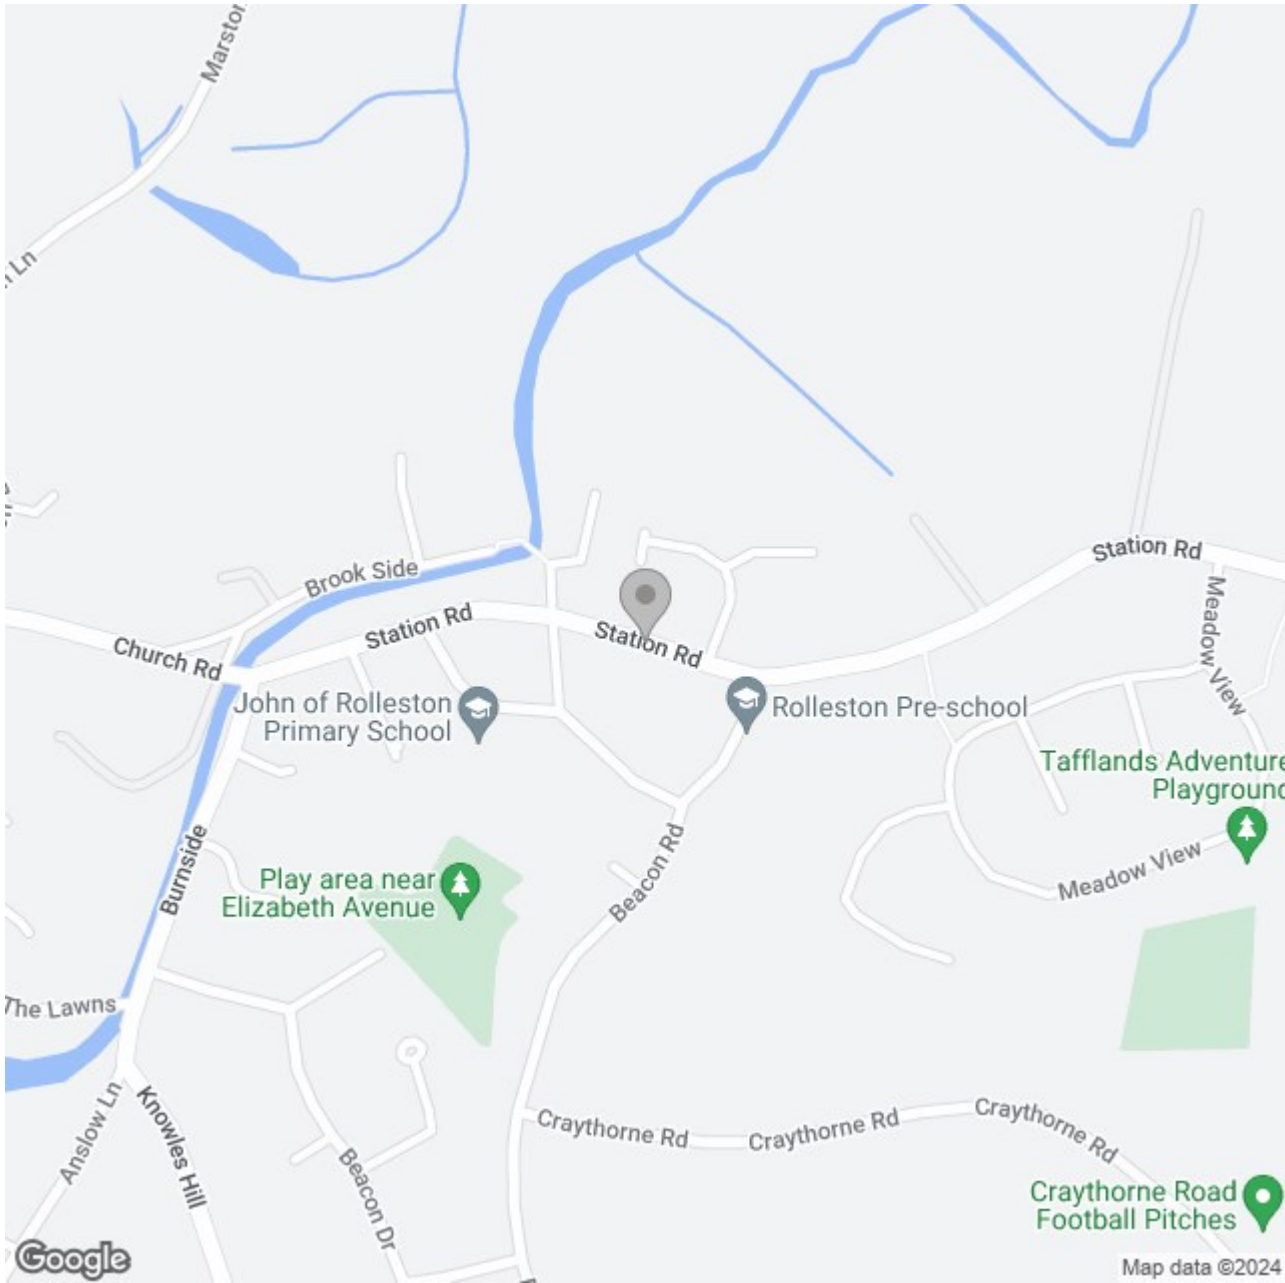 Marston
Ln
Brook Side
Station Rd
Station Rd
Station Rd
Church Rd
Meadow View
John of Rolleston
Primary School
Rolleston Pre-school
Tafflands Adventure
Playground
Burnside
Play area near
Elizabeth Avenue
Beacon Rd
Meadow View
The Lawns
Anslow Ln
Knowles Hill
Beacon Dr
Craythorne Rd
Craythorne Rd
Craythorne Rd
Craythorne Road
Football Pitches
Google
Map data ©2024